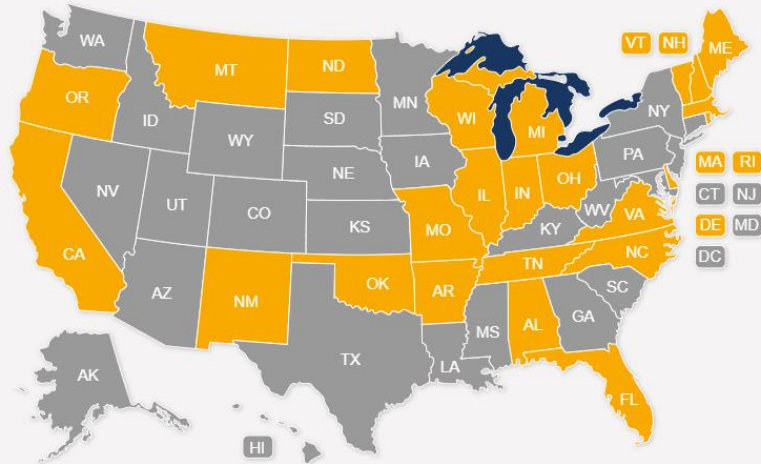 WA
VT NH ME
MT ND
OR MN
ID SD WI MI NY
WY
MA RI
IA PA
NE
CT NJ
NV IL IN OH
UT CO WV
KS MO KY VA DE MD
CA
DC
TN NC
OK
AZ NM AR SC
MS AL GA
TX
LA
AK
FL
HI